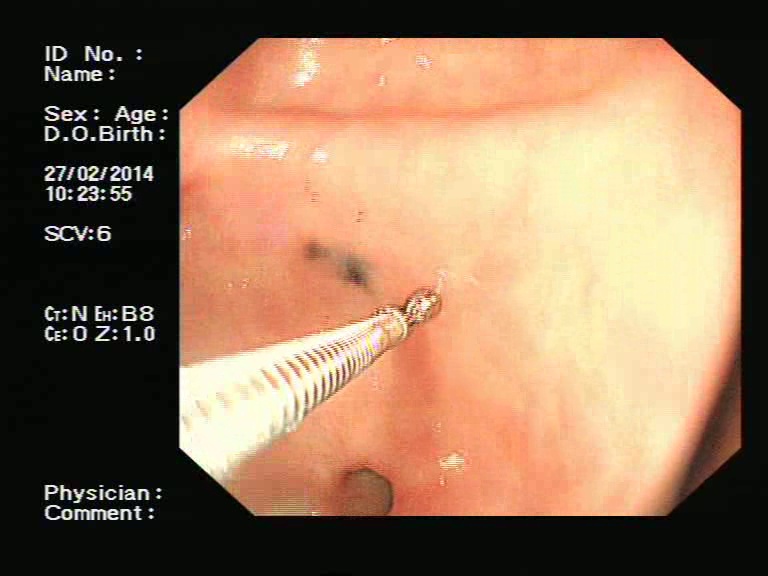 ID No. :
Name:
Sex: Age:
D.O.Birth:
27/02/2014
10:23:55
SCV:6
CT:N EH:B8
CE:0 Z:1.0
Physician:
Comment: